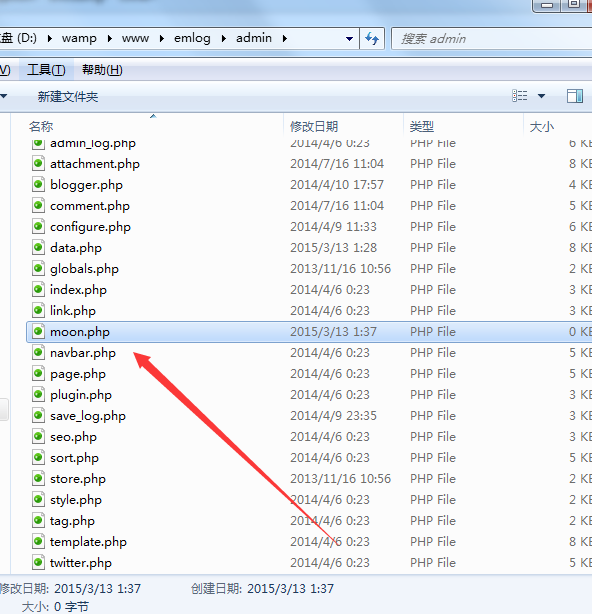 盘 (D:) ▸ wamp ▸ www ▸ emlog ▸ admin ▸ 搜索 admin
V) 工具(T) 帮助(H)
新建文件夹
名称 修改日期 类型 大小
admin_log.php 2014/4/6 0:23 PHP File 6 KB
attachment.php 2014/7/16 11:04 PHP File 8 KB
blogger.php 2014/4/10 17:57 PHP File 4 KB
comment.php 2014/7/16 11:04 PHP File 5 KB
configure.php 2014/4/9 11:33 PHP File 6 KB
data.php 2015/3/13 1:28 PHP File 8 KB
globals.php 2013/11/16 10:56 PHP File 2 KB
index.php 2014/4/6 0:23 PHP File 3 KB
link.php 2014/4/6 0:23 PHP File 3 KB
moon.php 2015/3/13 1:37 PHP File 0 KB
navbar.php 2014/4/6 0:23 PHP File 5 KB
page.php 2014/4/6 0:23 PHP File 5 KB
plugin.php 2014/4/6 0:23 PHP File 3 KB
save_log.php 2014/4/9 23:35 PHP File 5 KB
seo.php 2014/4/6 0:23 PHP File 3 KB
sort.php 2014/4/6 0:23 PHP File 5 KB
store.php 2013/11/16 10:56 PHP File 2 KB
style.php 2014/4/6 0:23 PHP File 2 KB
tag.php 2014/4/6 0:23 PHP File 2 KB
template.php 2014/4/6 0:23 PHP File 8 KB
twitter.php 2014/4/6 0:23 PHP File 5 KB
修改日期: 2015/3/13 1:37 创建日期: 2015/3/13 1:37
大小: 0 字节